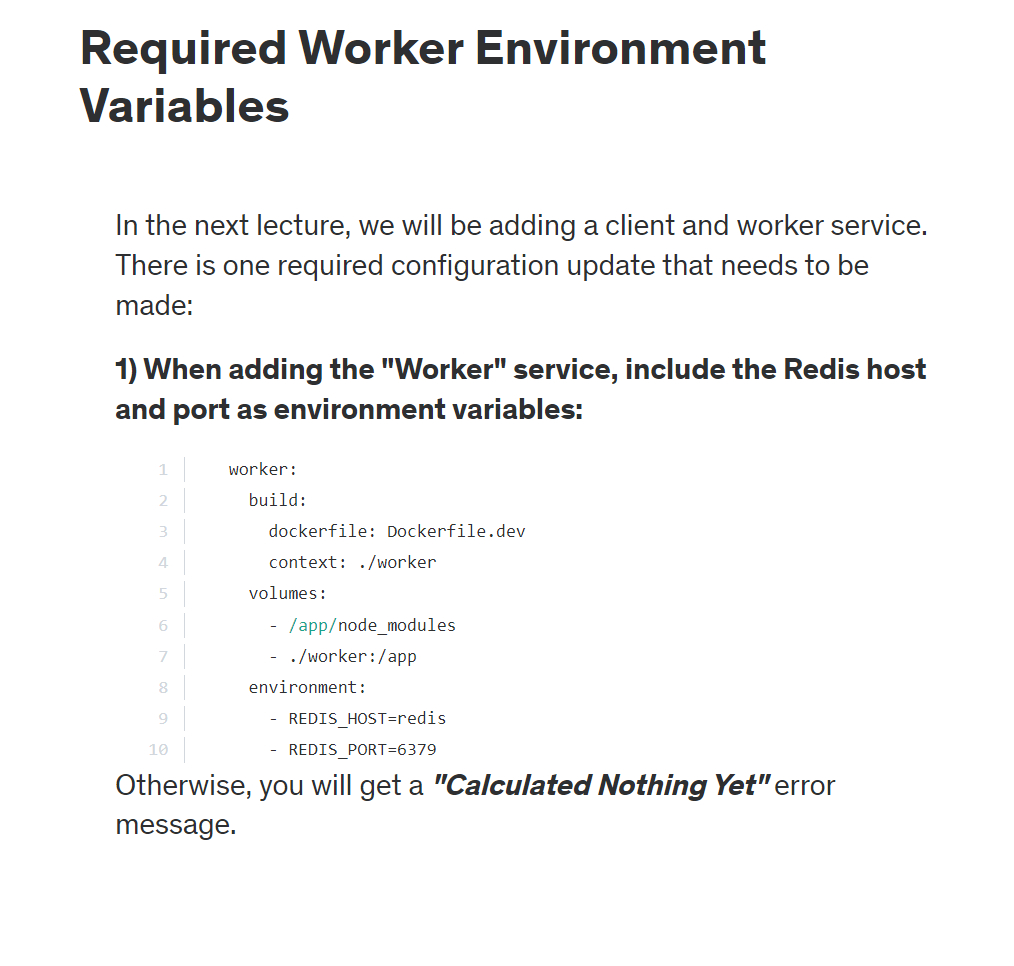 Required Worker Environment
Variables
In the next lecture, we will be adding a client and worker service.
There is one required configuration update that needs to be
made:
1) When adding the "Worker" service, include the Redis host
and port as environment variables:
1 worker:
2 build:
3 dockerfile: Dockerfile.dev
4 context: ./worker
5 volumes:
6 - /app/node_modules
7 - ./worker:/app
8 environment:
9 - REDIS_HOST=redis
10 - REDIS_PORT=6379
Otherwise, you will get a "Calculated Nothing Yet" error
message.